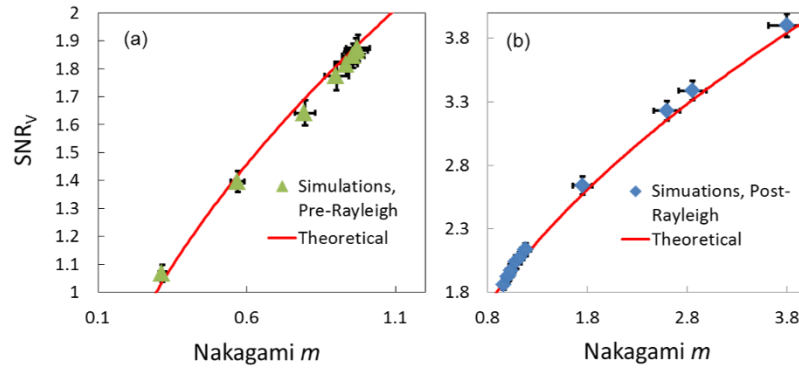 (a)
2
1.9
1.8
1.7
1.6
1.5
1.4
1.3
1.2
1.1
1
SNRV
Simulations,
Pre-Rayleigh
Theoretical
0.1
0.6
1.1
Nakagami m
(b)
3.8
3.3
2.8
2.3
1.8
Simuations, Post-
Rayleigh
Theoretical
0.8
1.8
2.8
3.8
Nakagami m